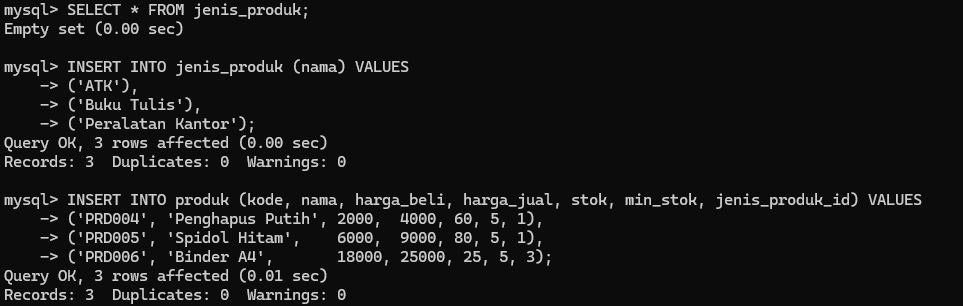 mysql> SELECT * FROM jenis_produk;
Empty set (0.00 sec)

mysql> INSERT INTO jenis_produk (nama) VALUES
    -> ('ATK'),
    -> ('Buku Tulis'),
    -> ('Peralatan Kantor');
Query OK, 3 rows affected (0.00 sec)
Records: 3  Duplicates: 0  Warnings: 0

mysql> INSERT INTO produk (kode, nama, harga_beli, harga_jual, stok, min_stok, jenis_produk_id) VALUES
    -> ('PRD004', 'Penghapus Putih', 2000,  4000, 60, 5, 1),
    -> ('PRD005', 'Spidol Hitam',    6000,  9000, 80, 5, 1),
    -> ('PRD006', 'Binder A4',       18000, 25000, 25, 5, 3);
Query OK, 3 rows affected (0.01 sec)
Records: 3  Duplicates: 0  Warnings: 0